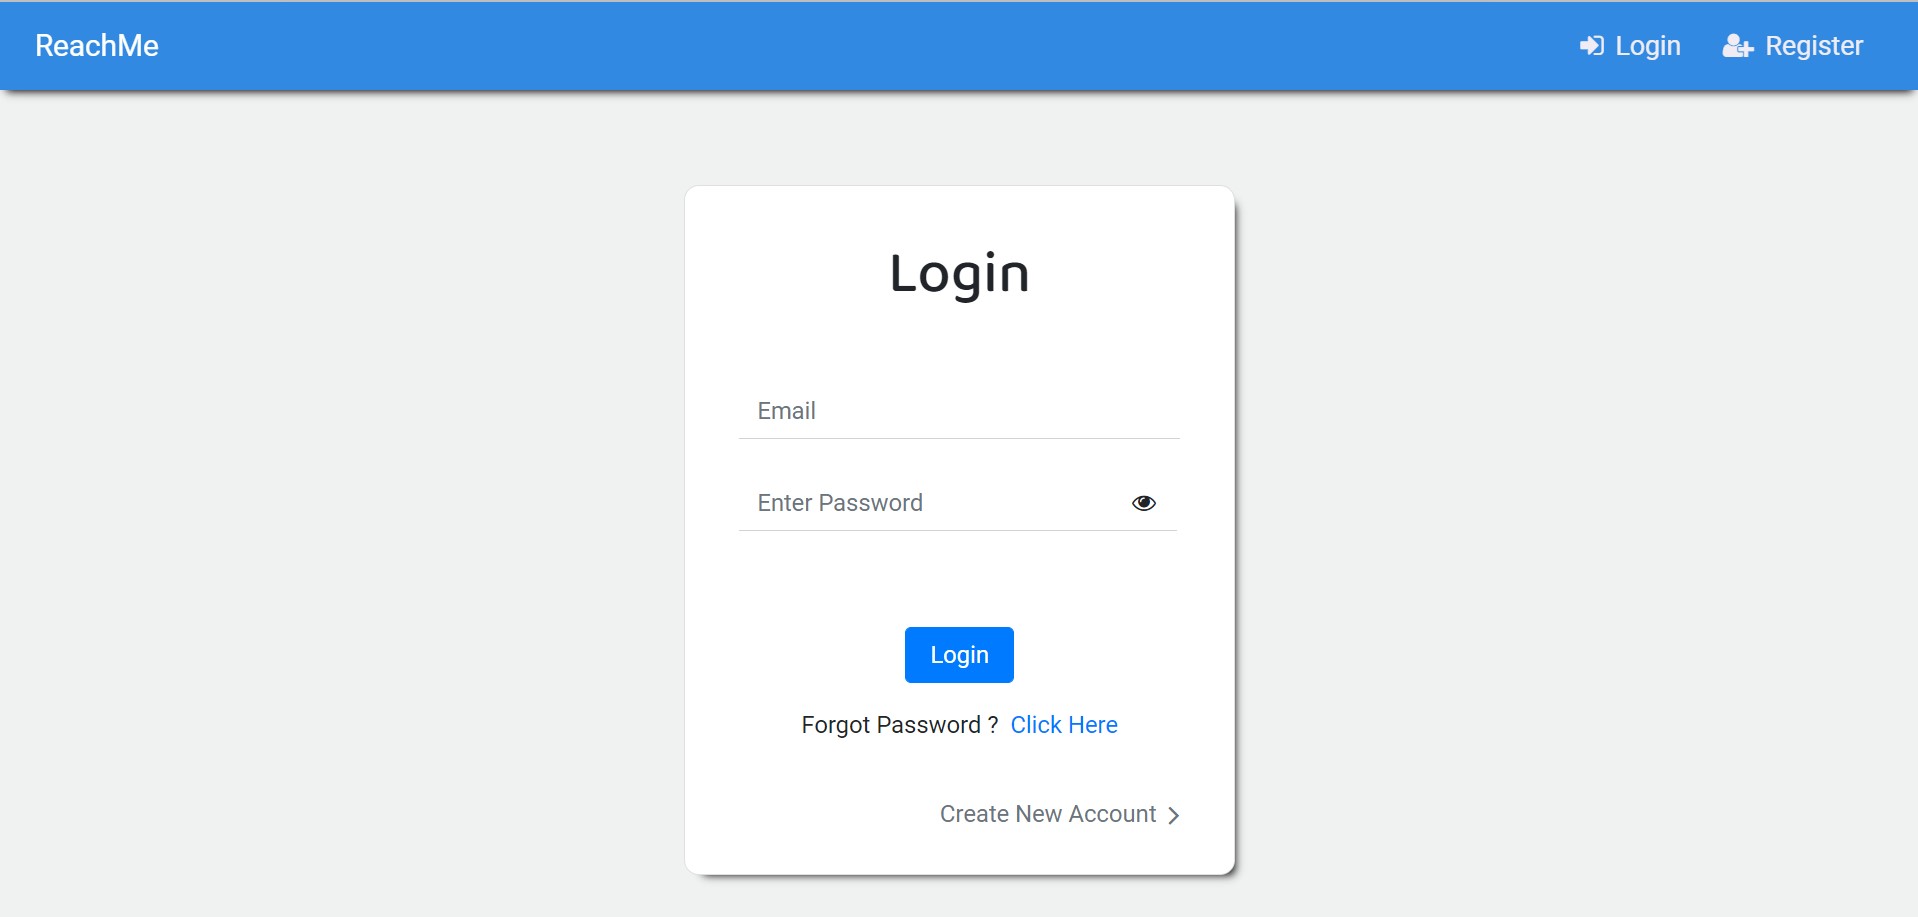 ReachMe Login Register
Login
Email
Enter Password
Login
Forgot Password ? Click Here
Create New Account